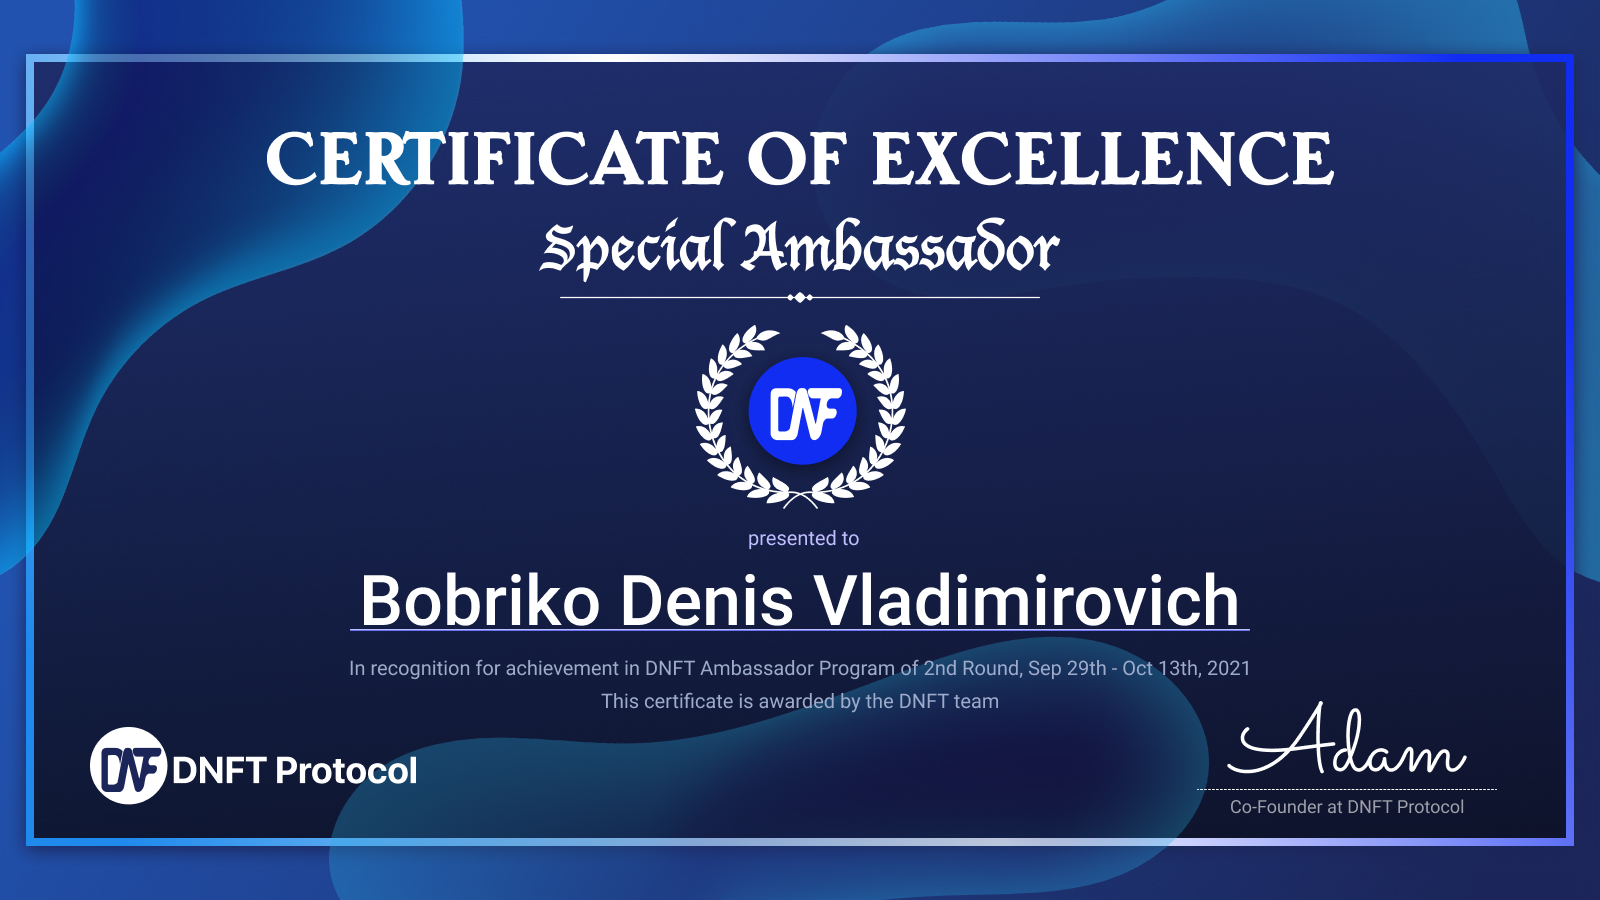 CERTIFICATE OF EXCELLENCE
Special Ambassador
DNF
presented to
Bobriko Denis Vladimirovich
In recognition for achievement in DNFT Ambassador Program of 2nd Round, Sep 29th - Oct 13th, 2021
This certificate is awarded by the DNFT team
DNF DNFT Protocol
Adam
Co-Founder at DNFT Protocol